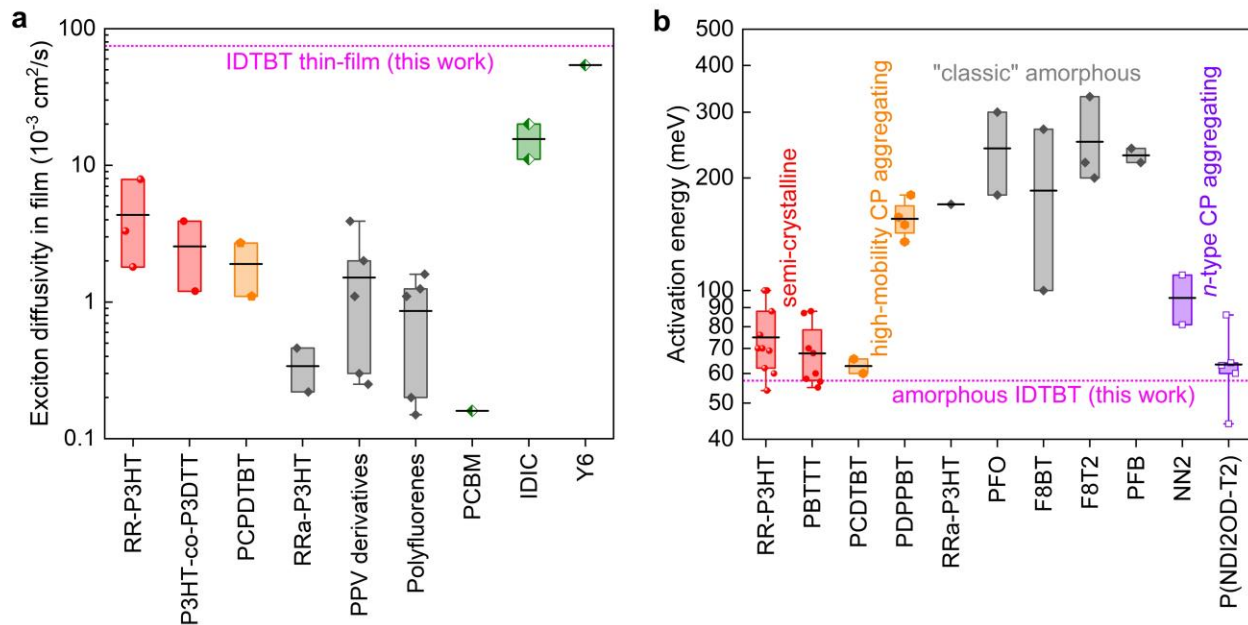 a
Exciton diffusivity in film (10⁻³ cm²/s)
100
10
1
0.1
IDTBT thin-film (this work)
RR-P3HT
P3HT-co-P3DTT
PCPDTBT
RRa-P3HT
PPV derivatives
Polyfluorenes
PCBM
IDIC
Y6
b
Activation energy (meV)
500
400
300
200
100
90
80
70
60
50
40
semi-crystalline
high-mobility CP aggregating
"classic" amorphous
n-type CP aggregating
amorphous IDTBT (this work)
RR-P3HT
PBTTT
PCDTBT
PDPPBT
RRa-P3HT
PFO
F8BT
F8T2
PFB
NN2
P(NDI2OD-T2)